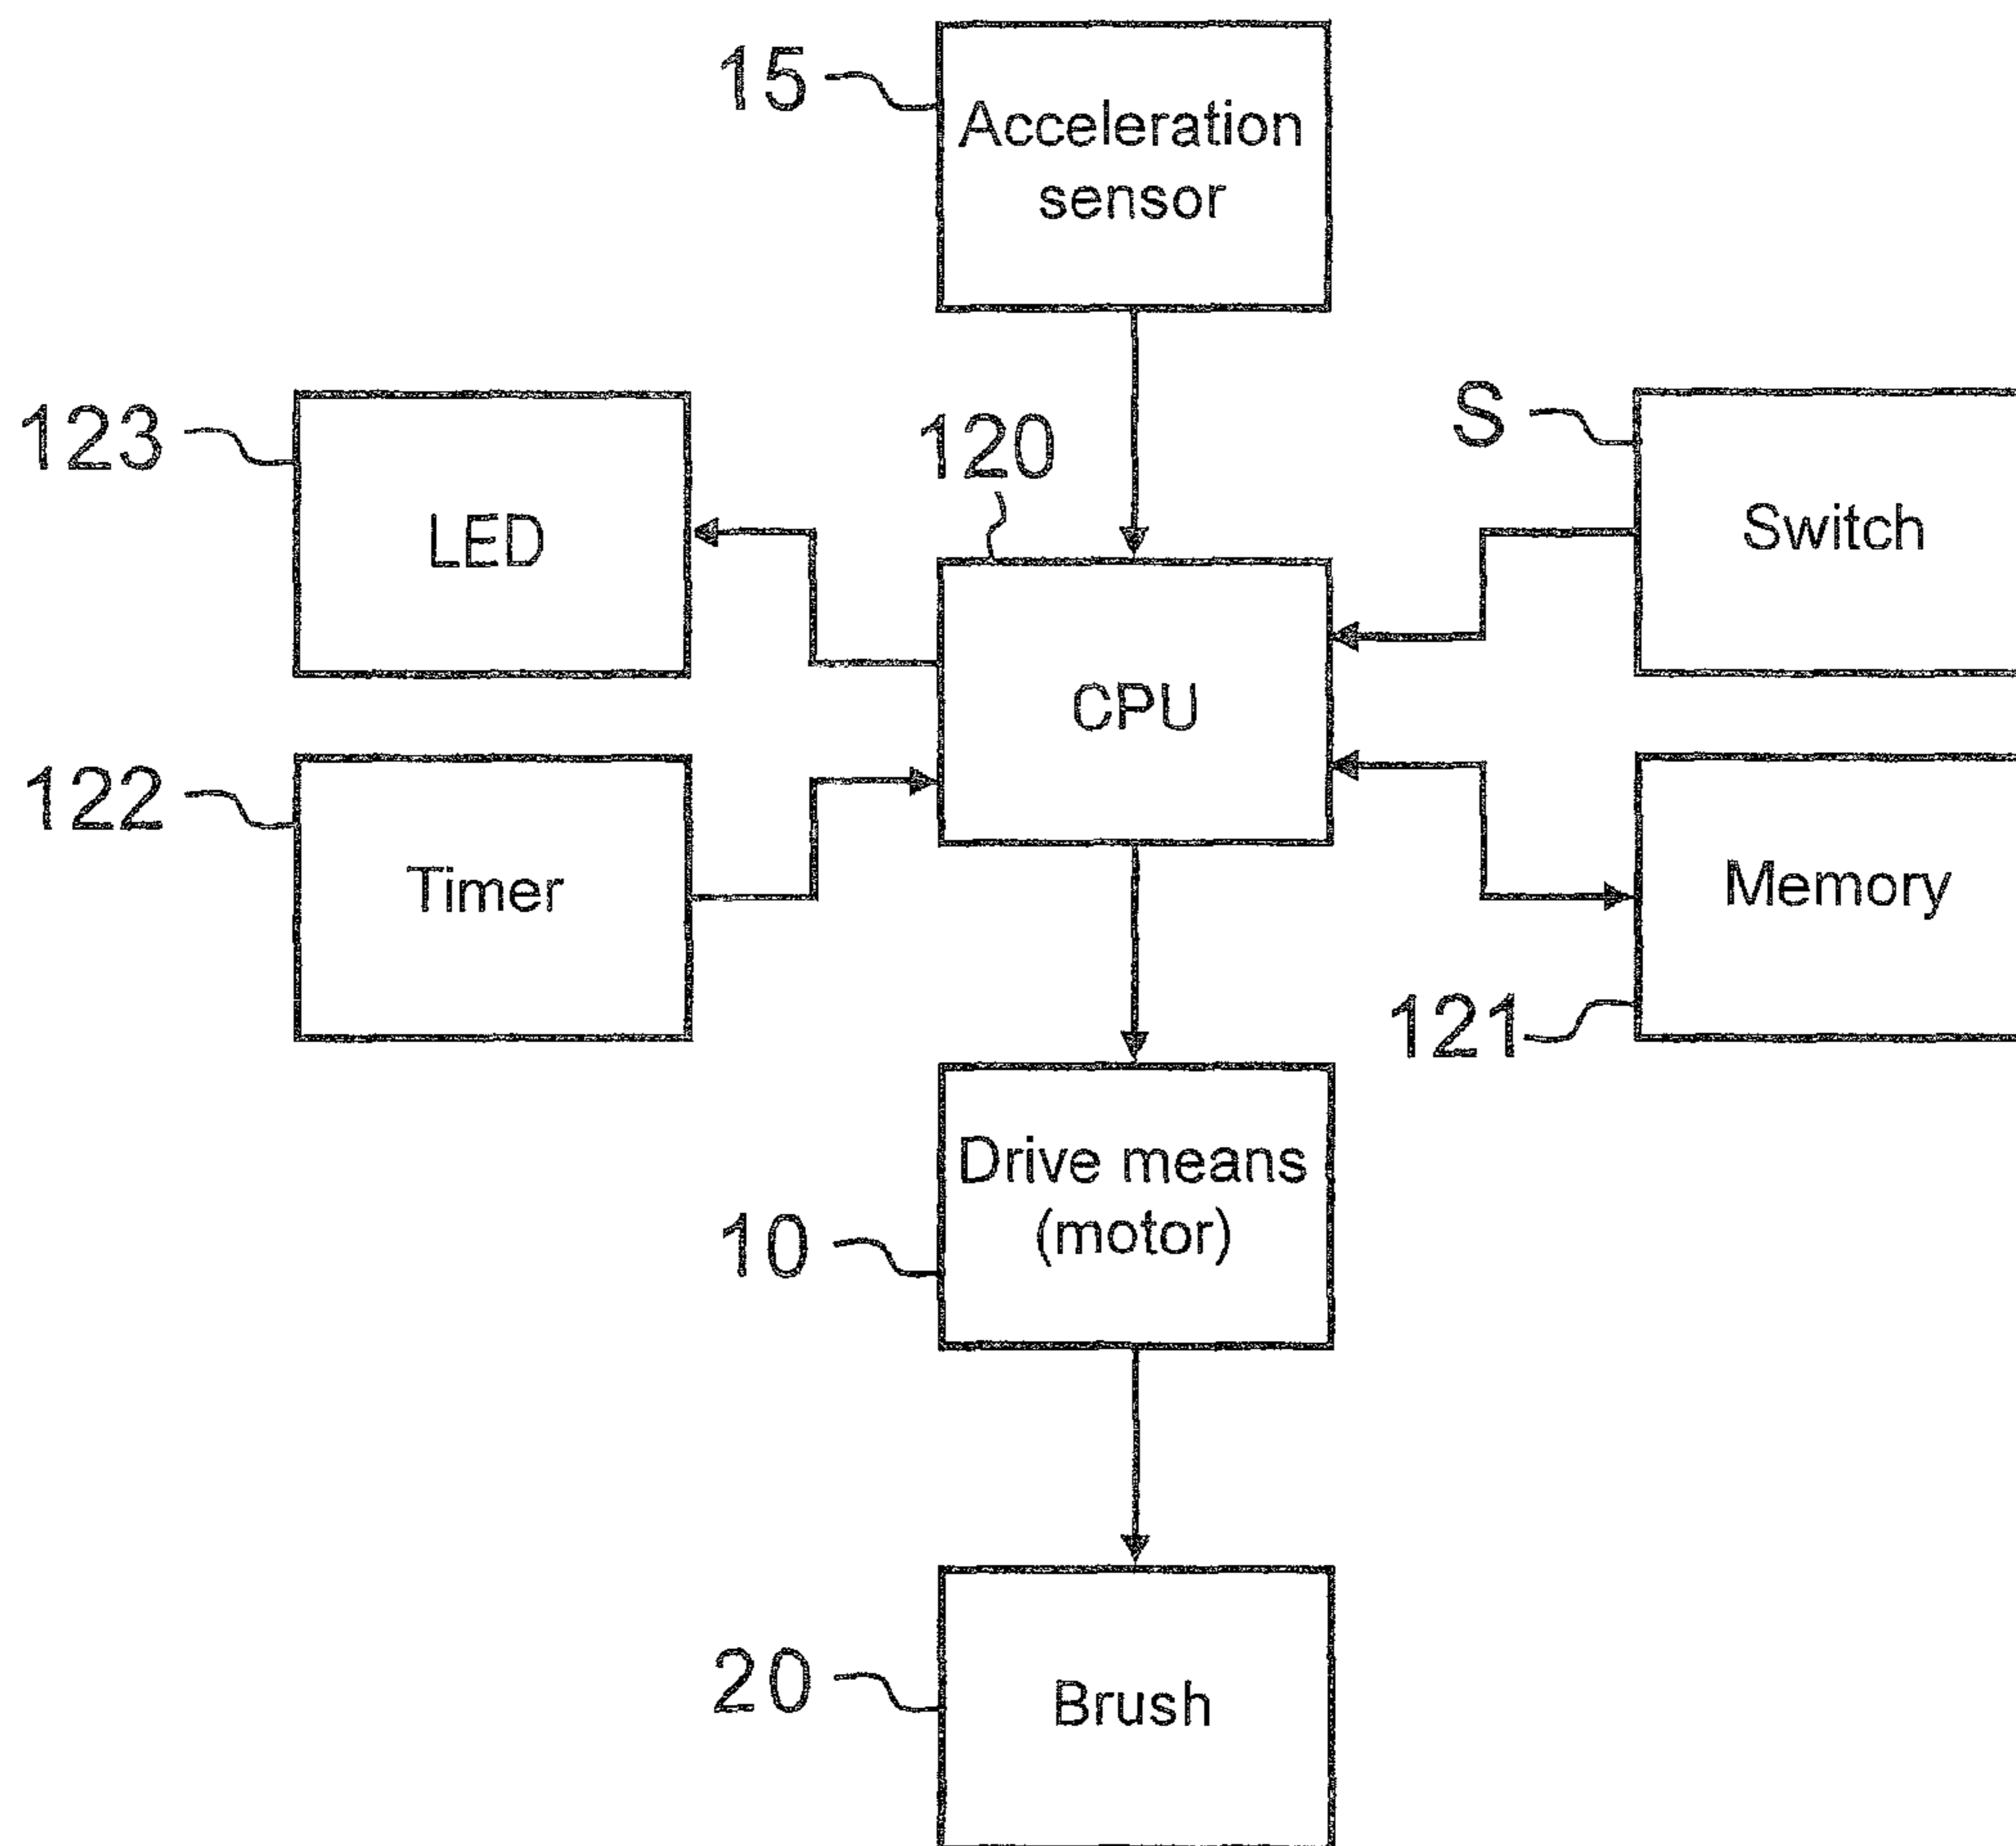 15
Acceleration
sensor
123
LED
120
S
Switch
CPU
122
Timer
Memory
121
Drive means
(motor)
10
20
Brush